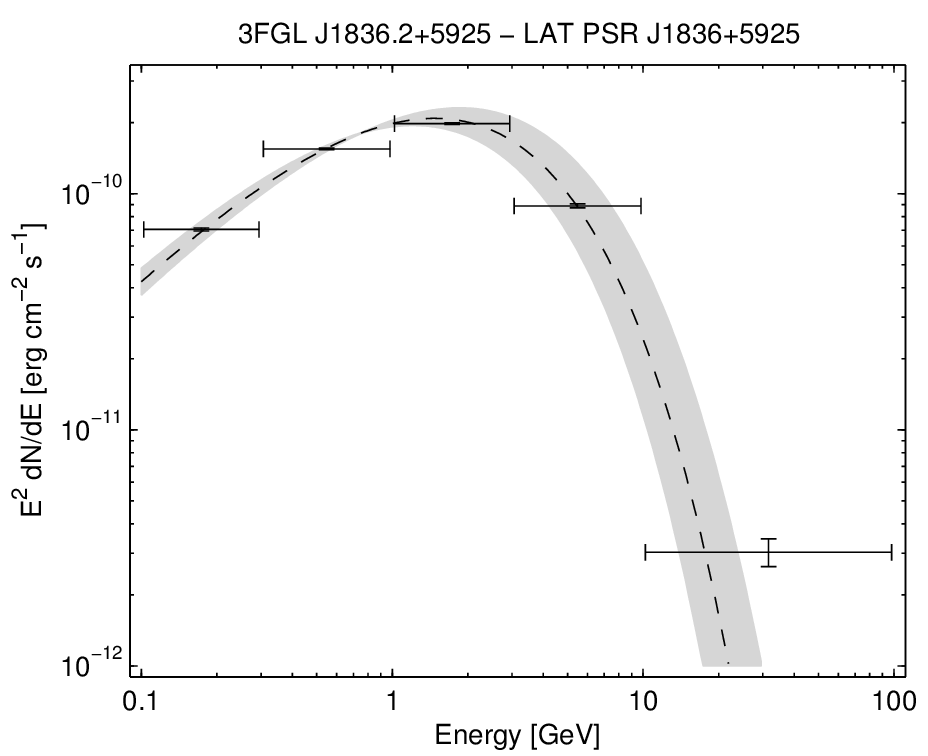 3FGL J1836.2+5925 − LAT PSR J1836+5925
E² dN/dE [erg cm⁻² s⁻¹]
10⁻¹⁰
10⁻¹¹
10⁻¹²
0.1 1 10 100
Energy [GeV]